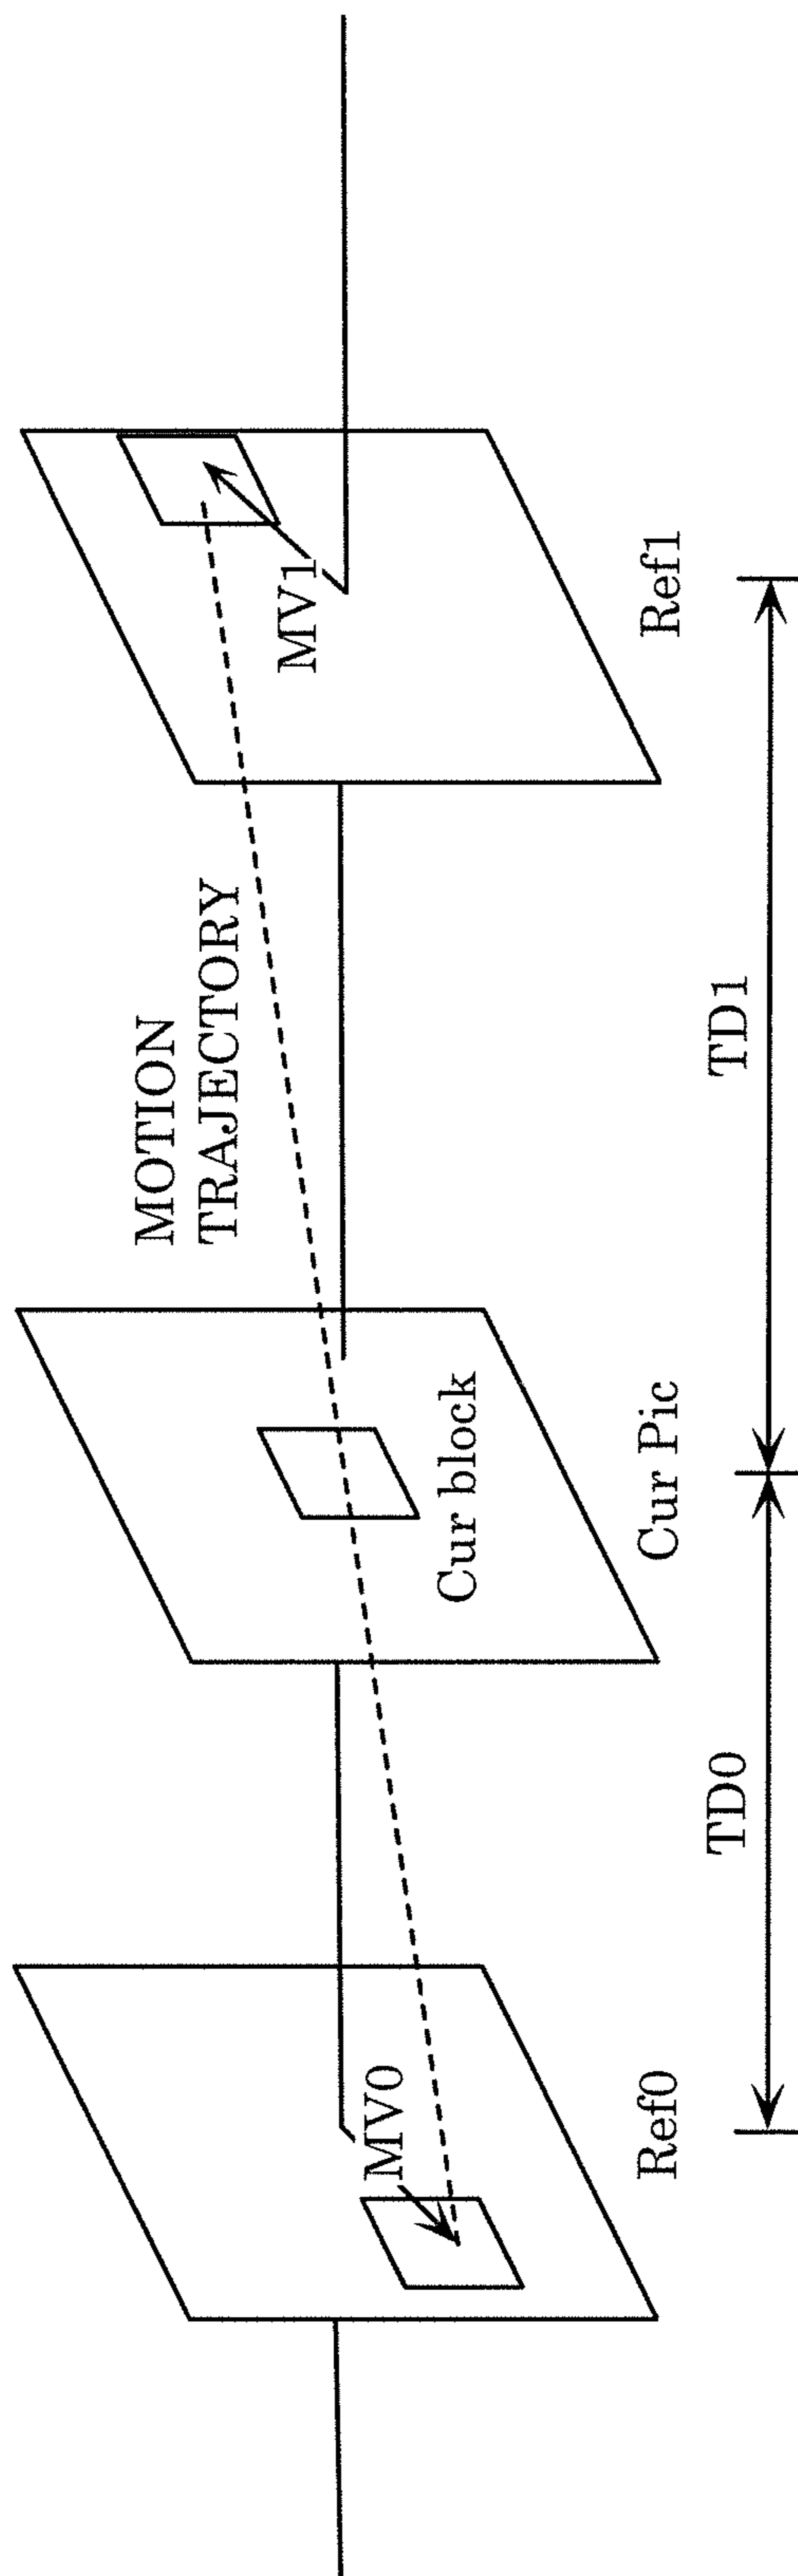 MOTION
TRAJECTORY
MV0
MV1
Cur block
Ref0
Cur Pic
Ref1
TD0
TD1